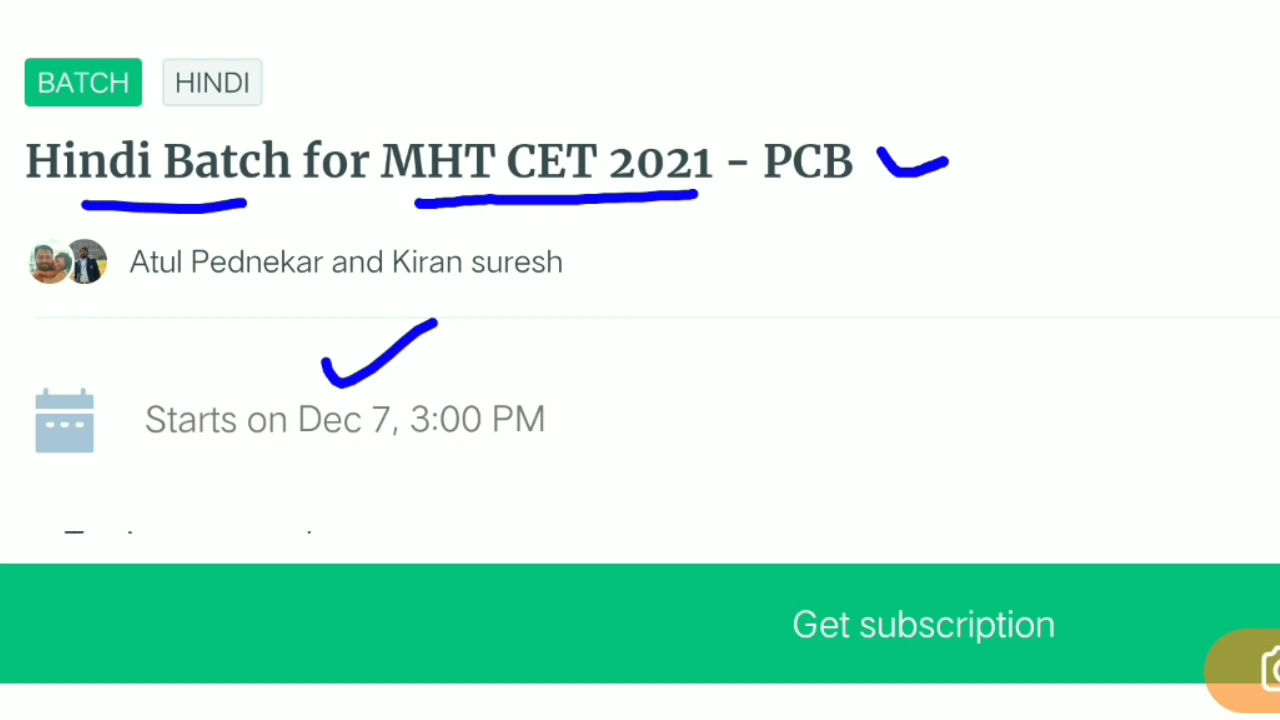 BATCH HINDI
Hindi Batch for MHT CET 2021 - PCB
Atul Pednekar and Kiran suresh
Starts on Dec 7, 3:00 PM
Get subscription